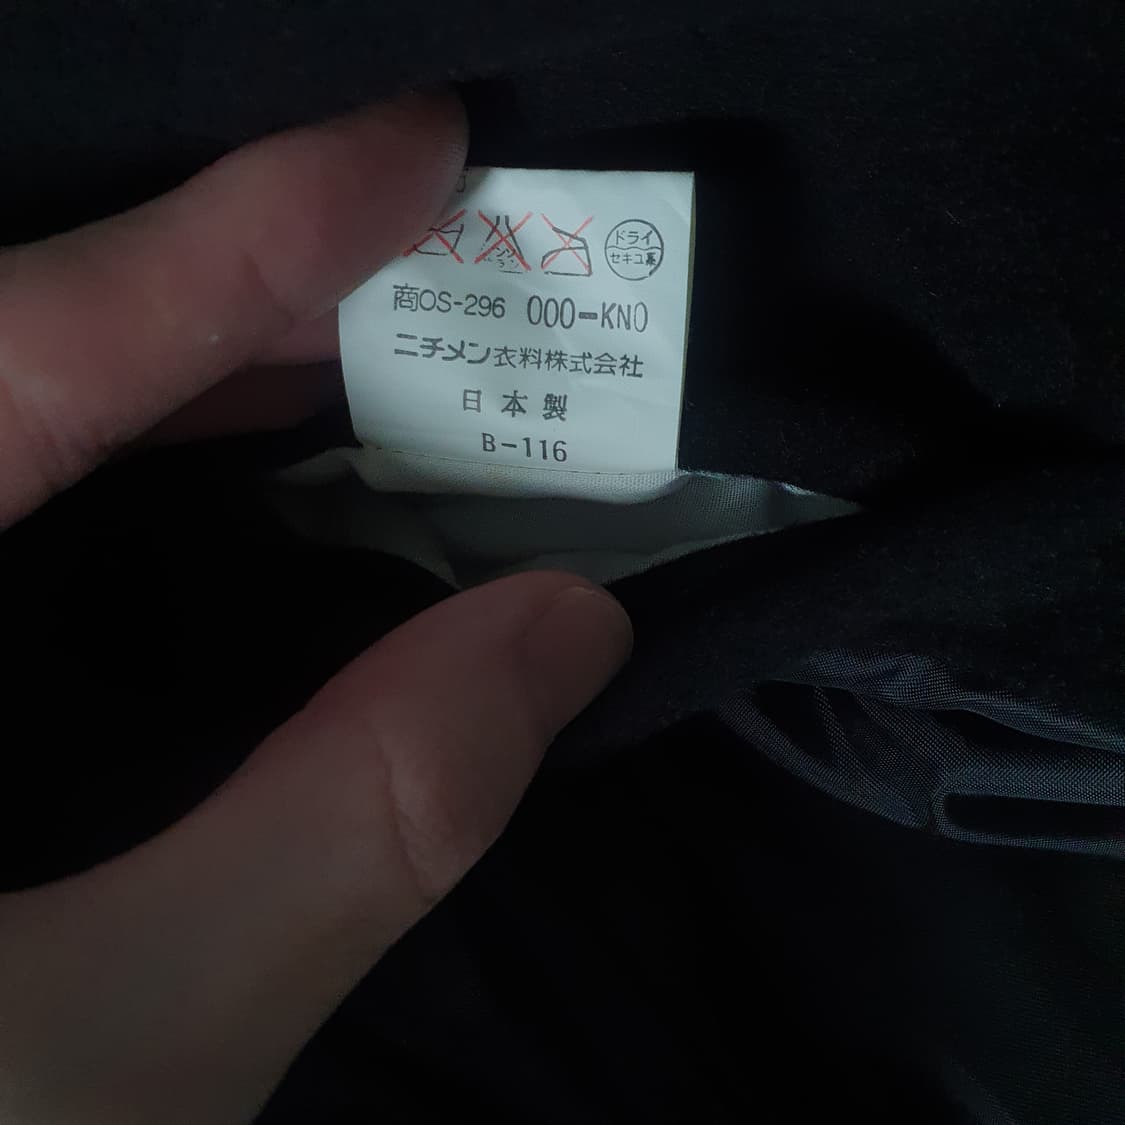 ドライ
セキユ系
商OS-296 000-KNO
ニチメン衣料株式会社
日本製
B-116